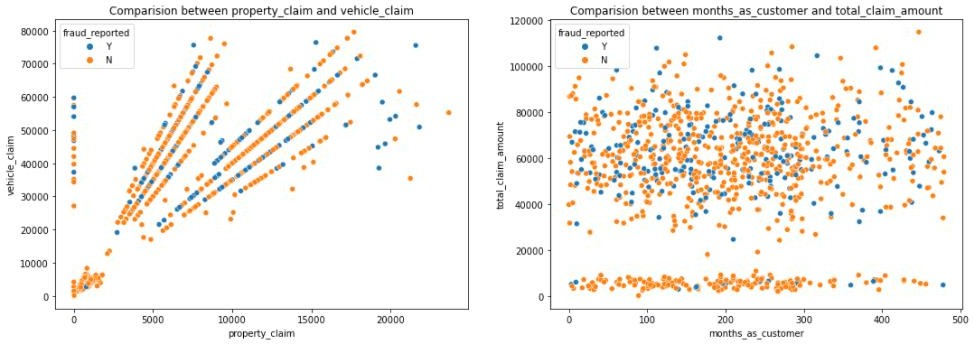 Comparision between property_claim and vehicle_claim
fraud_reported
Y
N
80000
70000
60000
50000
40000
30000
20000
10000
0
vehicle_claim
0
5000
10000
15000
20000
property_claim
Comparision between months_as_customer and total_claim_amount
fraud_reported
Y
N
120000
100000
80000
60000
40000
20000
0
total_claim_amount
0
100
200
300
400
500
months_as_customer